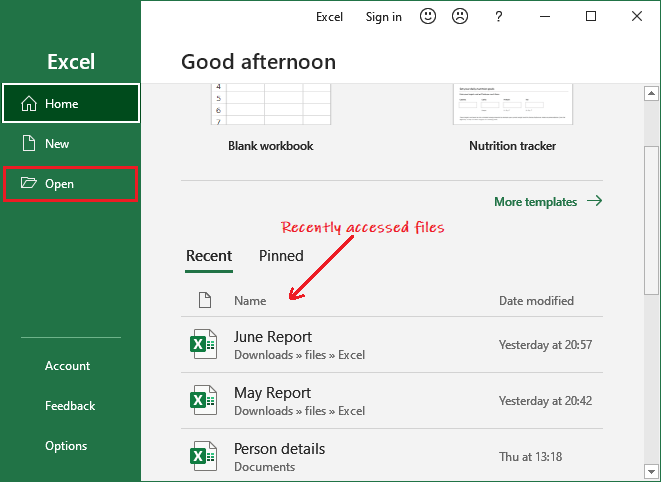 Excel Sign in ?
Excel
Good afternoon
Home
New
Open
4
5
6
7
Blank workbook
Nutrition tracker
More templates
Recently accessed files
Recent Pinned
Name Date modified
June Report
Downloads » files » Excel
Yesterday at 20:57
May Report
Downloads » files » Excel
Yesterday at 20:42
Person details
Documents
Thu at 13:18
Account
Feedback
Options